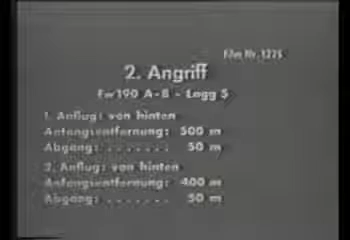 Film Nr. 1275
2. Angriff
Fw190 A-8 - Lagg 5
1. Anflug: von hinten
Anfangsentfernung: 500 m
Abgang: . . . . . . . 50 m
2. Anflug: von hinten
Anfangsentfernung: 400 m
Abgang: . . . . . . . 50 m